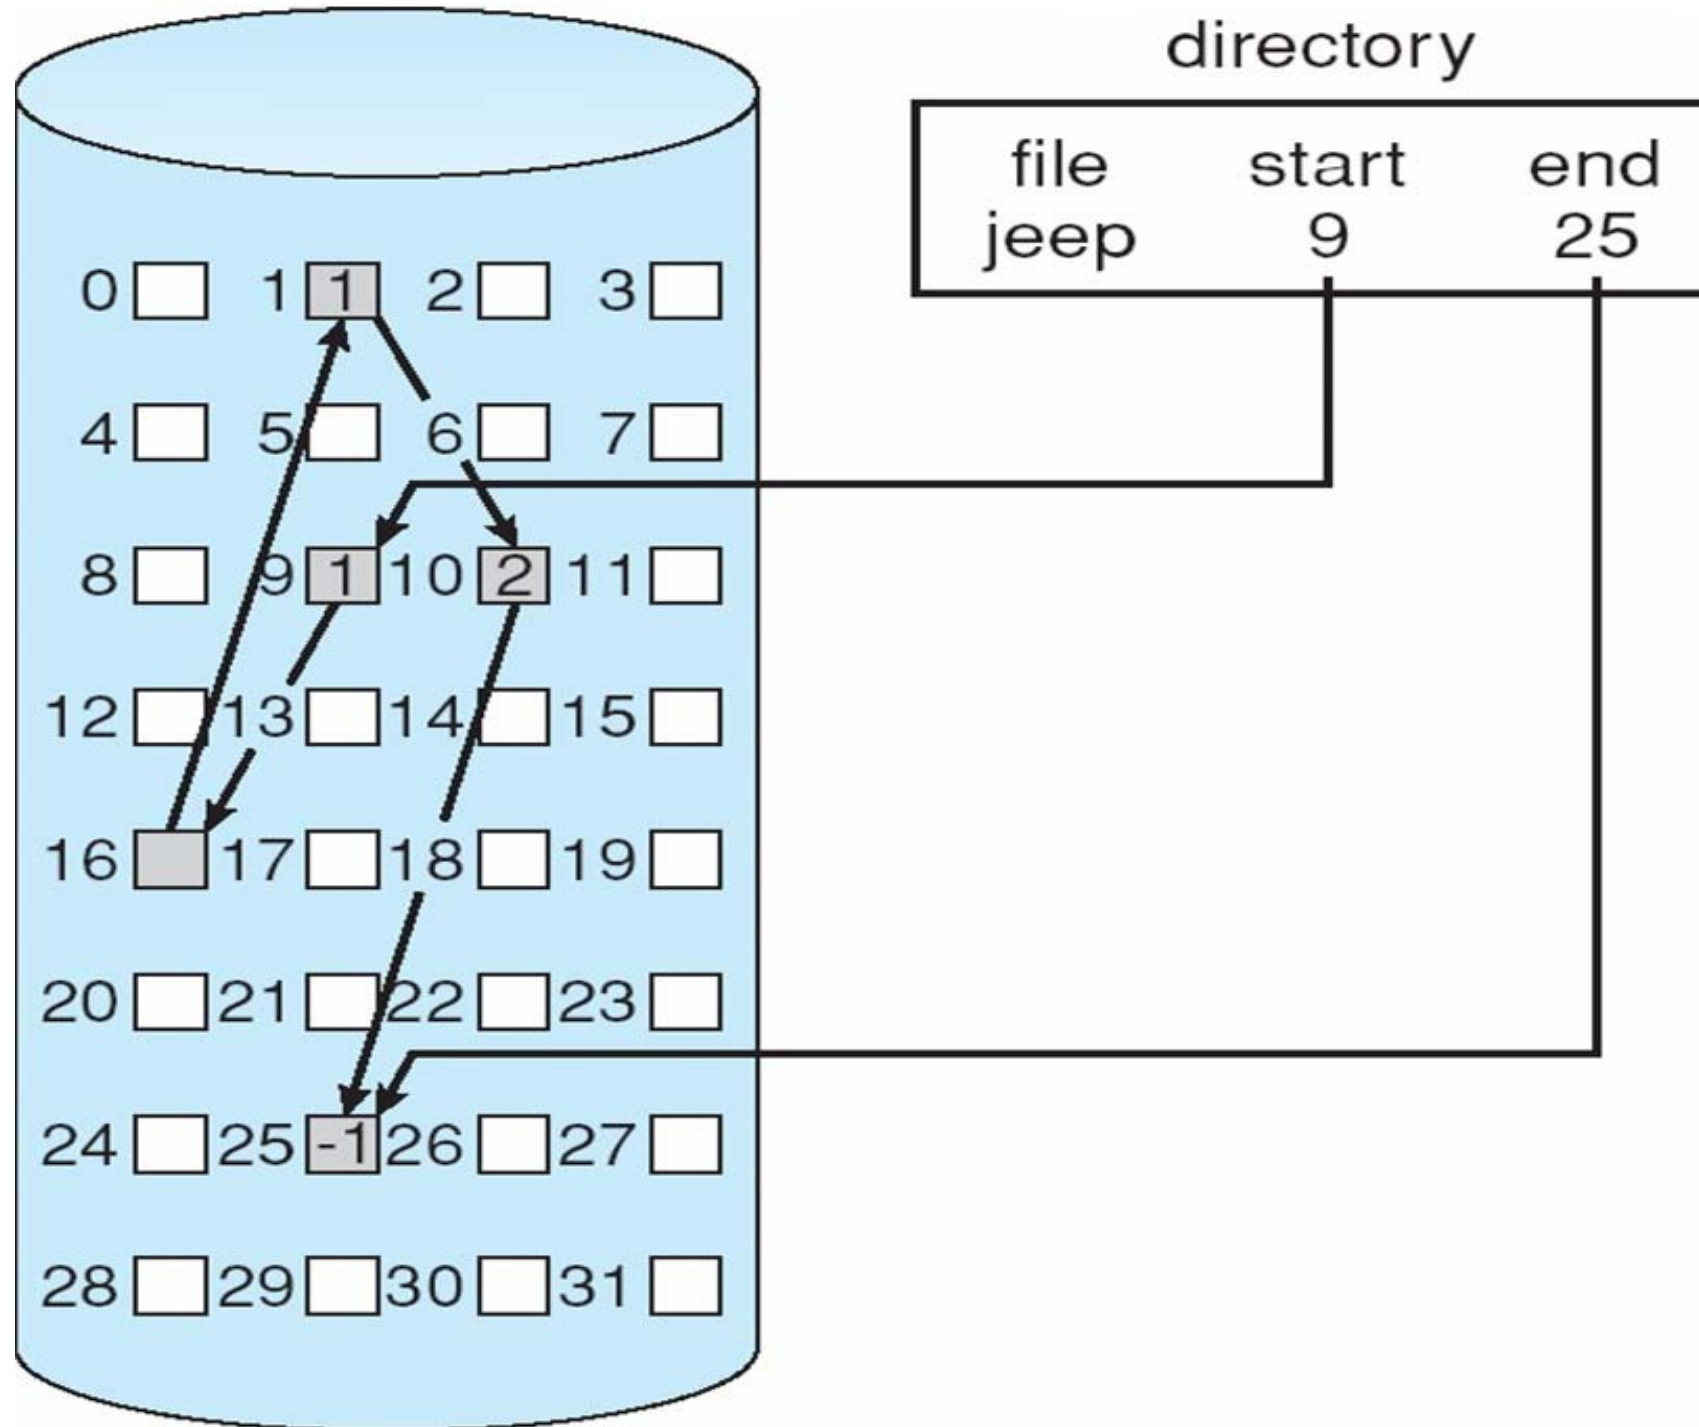 directory
file start end
jeep 9 25
0 1 1 2 3
4 5 6 7
8 9 1 10 2 11
12 13 14 15
16 17 18 19
20 21 22 23
24 25 -1 26 27
28 29 30 31